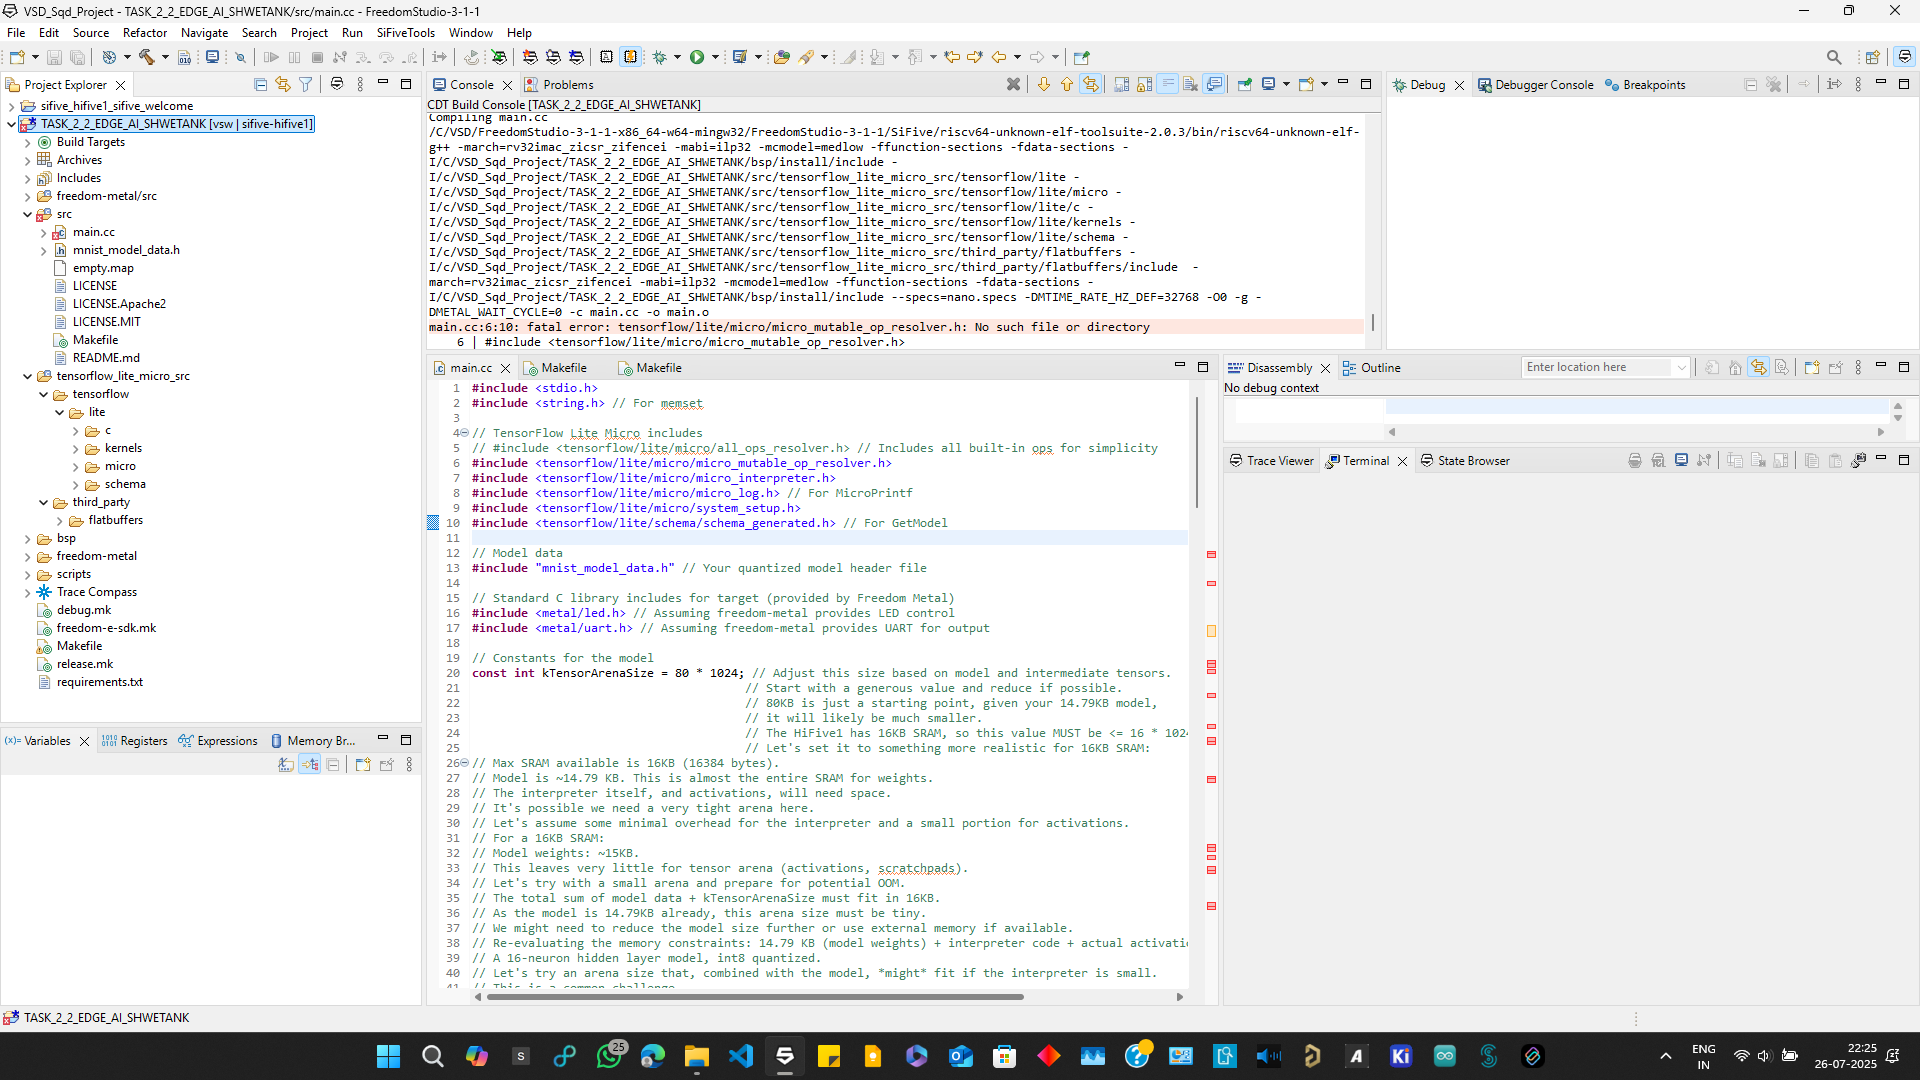 VSD_Sqd_Project - TASK_2_2_EDGE_AI_SHWETANK/src/main.cc - FreedomStudio-3-1-1
File Edit Source Refactor Navigate Search Project Run SiFiveTools Window Help
Project Explorer
sifive_hifive1_sifive_welcome
TASK_2_2_EDGE_AI_SHWETANK [vsw | sifive-hifive1]
Build Targets
Archives
Includes
freedom-metal/src
src
main.cc
mnist_model_data.h
empty.map
LICENSE
LICENSE.Apache2
LICENSE.MIT
Makefile
README.md
tensorflow_lite_micro_src
tensorflow
lite
c
kernels
micro
schema
third_party
flatbuffers
bsp
freedom-metal
scripts
Trace Compass
debug.mk
freedom-e-sdk.mk
Makefile
release.mk
requirements.txt
Variables Registers Expressions Memory Br...
Console Problems
CDT Build Console [TASK_2_2_EDGE_AI_SHWETANK]
Compiling main.cc
/C/VSD/FreedomStudio-3-1-1-x86_64-w64-mingw32/FreedomStudio-3-1-1/SiFive/riscv64-unknown-elf-toolsuite-2.0.3/bin/riscv64-unknown-elf-
g++ -march=rv32imac_zicsr_zifencei -mabi=ilp32 -mcmodel=medlow -ffunction-sections -fdata-sections -
I/C/VSD_Sqd_Project/TASK_2_2_EDGE_AI_SHWETANK/bsp/install/include -
I/c/VSD_Sqd_Project/TASK_2_2_EDGE_AI_SHWETANK/src/tensorflow_lite_micro_src/tensorflow/lite -
I/c/VSD_Sqd_Project/TASK_2_2_EDGE_AI_SHWETANK/src/tensorflow_lite_micro_src/tensorflow/lite/micro -
I/c/VSD_Sqd_Project/TASK_2_2_EDGE_AI_SHWETANK/src/tensorflow_lite_micro_src/tensorflow/lite/c -
I/c/VSD_Sqd_Project/TASK_2_2_EDGE_AI_SHWETANK/src/tensorflow_lite_micro_src/tensorflow/lite/kernels -
I/c/VSD_Sqd_Project/TASK_2_2_EDGE_AI_SHWETANK/src/tensorflow_lite_micro_src/tensorflow/lite/schema -
I/c/VSD_Sqd_Project/TASK_2_2_EDGE_AI_SHWETANK/src/tensorflow_lite_micro_src/third_party/flatbuffers -
I/c/VSD_Sqd_Project/TASK_2_2_EDGE_AI_SHWETANK/src/tensorflow_lite_micro_src/third_party/flatbuffers/include -
march=rv32imac_zicsr_zifencei -mabi=ilp32 -mcmodel=medlow -ffunction-sections -fdata-sections -
I/C/VSD_Sqd_Project/TASK_2_2_EDGE_AI_SHWETANK/bsp/install/include --specs=nano.specs -DMTIME_RATE_HZ_DEF=32768 -O0 -g -
DMETAL_WAIT_CYCLE=0 -c main.cc -o main.o
main.cc:6:10: fatal error: tensorflow/lite/micro/micro_mutable_op_resolver.h: No such file or directory
6 | #include <tensorflow/lite/micro/micro_mutable_op_resolver.h>
main.cc Makefile Makefile
1 #include <stdio.h>
2 #include <string.h> // For memset
3
4 // TensorFlow Lite Micro includes
5 // #include <tensorflow/lite/micro/all_ops_resolver.h> // Includes all built-in ops for simplicity
6 #include <tensorflow/lite/micro/micro_mutable_op_resolver.h>
7 #include <tensorflow/lite/micro/micro_interpreter.h>
8 #include <tensorflow/lite/micro/micro_log.h> // For MicroPrintf
9 #include <tensorflow/lite/micro/system_setup.h>
10 #include <tensorflow/lite/schema/schema_generated.h> // For GetModel
11
12 // Model data
13 #include "mnist_model_data.h" // Your quantized model header file
14
15 // Standard C library includes for target (provided by Freedom Metal)
16 #include <metal/led.h> // Assuming freedom-metal provides LED control
17 #include <metal/uart.h> // Assuming freedom-metal provides UART for output
18
19 // Constants for the model
20 const int kTensorArenaSize = 80 * 1024; // Adjust this size based on model and intermediate tensors.
21 // Start with a generous value and reduce if possible.
22 // 80KB is just a starting point, given your 14.79KB model,
23 // it will likely be much smaller.
24 // The HiFive1 has 16KB SRAM, so this value MUST be <= 16 * 1024
25 // Let's set it to something more realistic for 16KB SRAM:
26 // Max SRAM available is 16KB (16384 bytes).
27 // Model is ~14.79 KB. This is almost the entire SRAM for weights.
28 // The interpreter itself, and activations, will need space.
29 // It's possible we need a very tight arena here.
30 // Let's assume some minimal overhead for the interpreter and a small portion for activations.
31 // For a 16KB SRAM:
32 // Model weights: ~15KB.
33 // This leaves very little for tensor arena (activations, scratchpads).
34 // Let's try with a small arena and prepare for potential OOM.
35 // The total sum of model data + kTensorArenaSize must fit in 16KB.
36 // As the model is 14.79KB already, this arena size must be tiny.
37 // We might need to reduce the model size further or use external memory if available.
38 // Re-evaluating the memory constraints: 14.79 KB (model weights) + interpreter code + actual activati
39 // A 16-neuron hidden layer model, int8 quantized.
40 // Let's try an arena size that, combined with the model, *might* fit if the interpreter is small.
41 // This is a common challenge
Debug Debugger Console Breakpoints
Disassembly Outline Enter location here
No debug context
Trace Viewer Terminal State Browser
TASK_2_2_EDGE_AI_SHWETANK
25
ENG
IN
22:25
26-07-2025